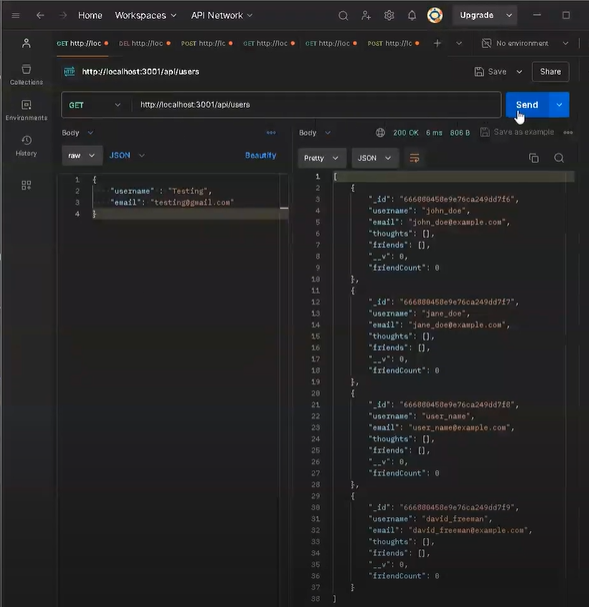 Home Workspaces API Network Upgrade
GET http://loc DEL http://loc POST http://loc GET http://loc GET http://loc POST http://loc No environment
HTTP http://localhost:3001/api/users Save Share
GET http://localhost:3001/api/users Send
Collections
Environments
History
Body Body 200 OK 6 ms 806 B Save as example
raw JSON Beautify Pretty JSON
1 {
2 "username" : "Testing",
3 "email": "testing@gmail.com"
4 }
1 [
2 {
3 "_id": "666880458e9e76ca249dd7f6",
4 "username": "john_doe",
5 "email": "john_doe@example.com",
6 "thoughts": [],
7 "friends": [],
8 "__v": 0,
9 "friendCount": 0
10 },
11 {
12 "_id": "666880458e9e76ca249dd7f7",
13 "username": "jane_doe",
14 "email": "jane_doe@example.com",
15 "thoughts": [],
16 "friends": [],
17 "__v": 0,
18 "friendCount": 0
19 },
20 {
21 "_id": "666880458e9e76ca249dd7f8",
22 "username": "user_name",
23 "email": "user_name@example.com",
24 "thoughts": [],
25 "friends": [],
26 "__v": 0,
27 "friendCount": 0
28 },
29 {
30 "_id": "666880458e9e76ca249dd7f9",
31 "username": "david_freeman",
32 "email": "david_freeman@example.com",
33 "thoughts": [],
34 "friends": [],
35 "__v": 0,
36 "friendCount": 0
37 }
38 ]